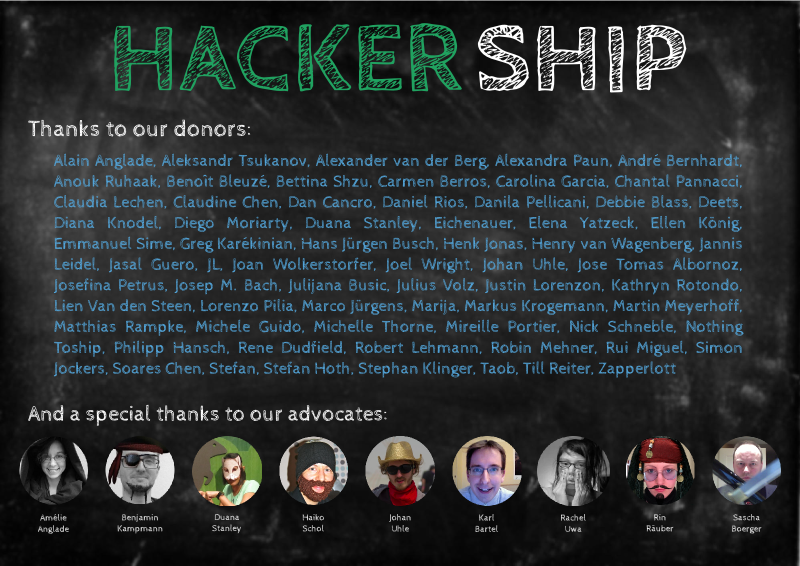 HACKERSHIP
Thanks to our donors:
Alain Anglade, Aleksandr Tsukanov, Alexander van der Berg, Alexandra Paun, André Bernhardt,
Anouk Ruhaak, Benoît Bleuzé, Bettina Shzu, Carmen Berros, Carolina Garcia, Chantal Pannacci,
Claudia Lechen, Claudine Chen, Dan Cancro, Daniel Rios, Danila Pellicani, Debbie Blass, Deets,
Diana Knodel, Diego Moriarty, Duana Stanley, Eichenauer, Elena Yatzeck, Ellen König,
Emmanuel Sime, Greg Karékinian, Hans Jürgen Busch, Henk Jonas, Henry van Wagenberg, Jannis
Leidel, Jasal Guero, JL, Joan Wolkerstorfer, Joel Wright, Johan Uhle, Jose Tomas Albornoz,
Josefina Petrus, Josep M. Bach, Julijana Busic, Julius Volz, Justin Lorenzon, Kathryn Rotondo,
Lien Van den Steen, Lorenzo Pilia, Marco Jürgens, Marija, Markus Krogemann, Martin Meyerhoff,
Matthias Rampke, Michele Guido, Michelle Thorne, Mireille Portier, Nick Schneble, Nothing
Toship, Philipp Hansch, Rene Dudfield, Robert Lehmann, Robin Mehner, Rui Miguel, Simon
Jockers, Soares Chen, Stefan, Stefan Hoth, Stephan Klinger, Taob, Till Reiter, Zapperlott
And a special thanks to our advocates:
Amélie
Anglade
Benjamin
Kampmann
Duana
Stanley
Haiko
Schol
Johan
Uhle
Karl
Bartel
Rachel
Uwa
Rin
Räuber
Sascha
Boerger